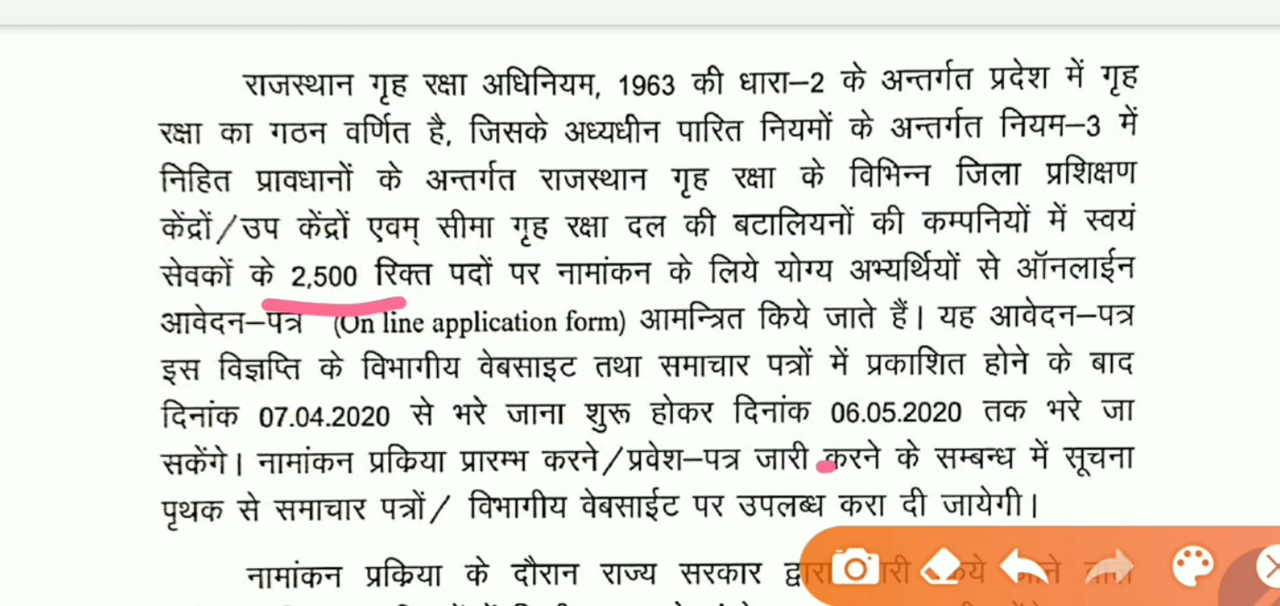 राजस्थान गृह रक्षा अधिनियम, 1963 की धारा–2 के अन्तर्गत प्रदेश में गृह
रक्षा का गठन वर्णित है, जिसके अध्यधीन पारित नियमों के अन्तर्गत नियम–3 में
निहित प्रावधानों के अन्तर्गत राजस्थान गृह रक्षा के विभिन्न जिला प्रशिक्षण
केंद्रों/उप केंद्रों एवम् सीमा गृह रक्षा दल की बटालियनों की कम्पनियों में स्वयं
सेवकों के 2,500 रिक्त पदों पर नामांकन के लिये योग्य अभ्यर्थियों से ऑनलाईन
आवेदन–पत्र (On line application form) आमन्त्रित किये जाते हैं। यह आवेदन–पत्र
इस विज्ञप्ति के विभागीय वेबसाइट तथा समाचार पत्रों में प्रकाशित होने के बाद
दिनांक 07.04.2020 से भरे जाना शुरू होकर दिनांक 06.05.2020 तक भरे जा
सकेंगे। नामांकन प्रकिया प्रारम्भ करने/प्रवेश–पत्र जारी करने के सम्बन्ध में सूचना
पृथक से समाचार पत्रों/ विभागीय वेबसाईट पर उपलब्ध करा दी जायेगी।
नामांकन प्रकिया के दौरान राज्य सरकार